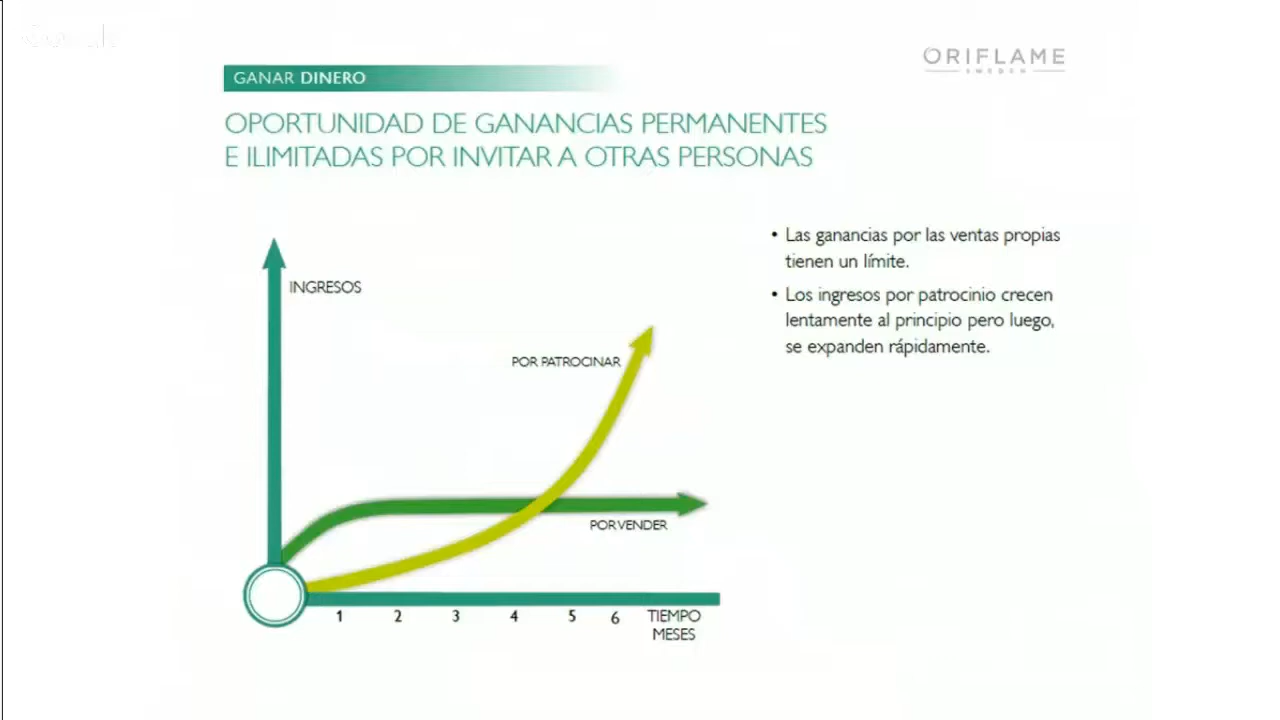 ORIFLAME
SWEDEN
GANAR DINERO
OPORTUNIDAD DE GANANCIAS PERMANENTES
E ILIMITADAS POR INVITAR A OTRAS PERSONAS
• Las ganancias por las ventas propias
tienen un límite.
• Los ingresos por patrocinio crecen
lentamente al principio pero luego,
se expanden rápidamente.
INGRESOS
POR PATROCINAR
POR VENDER
1 2 3 4 5 6 TIEMPO
MESES